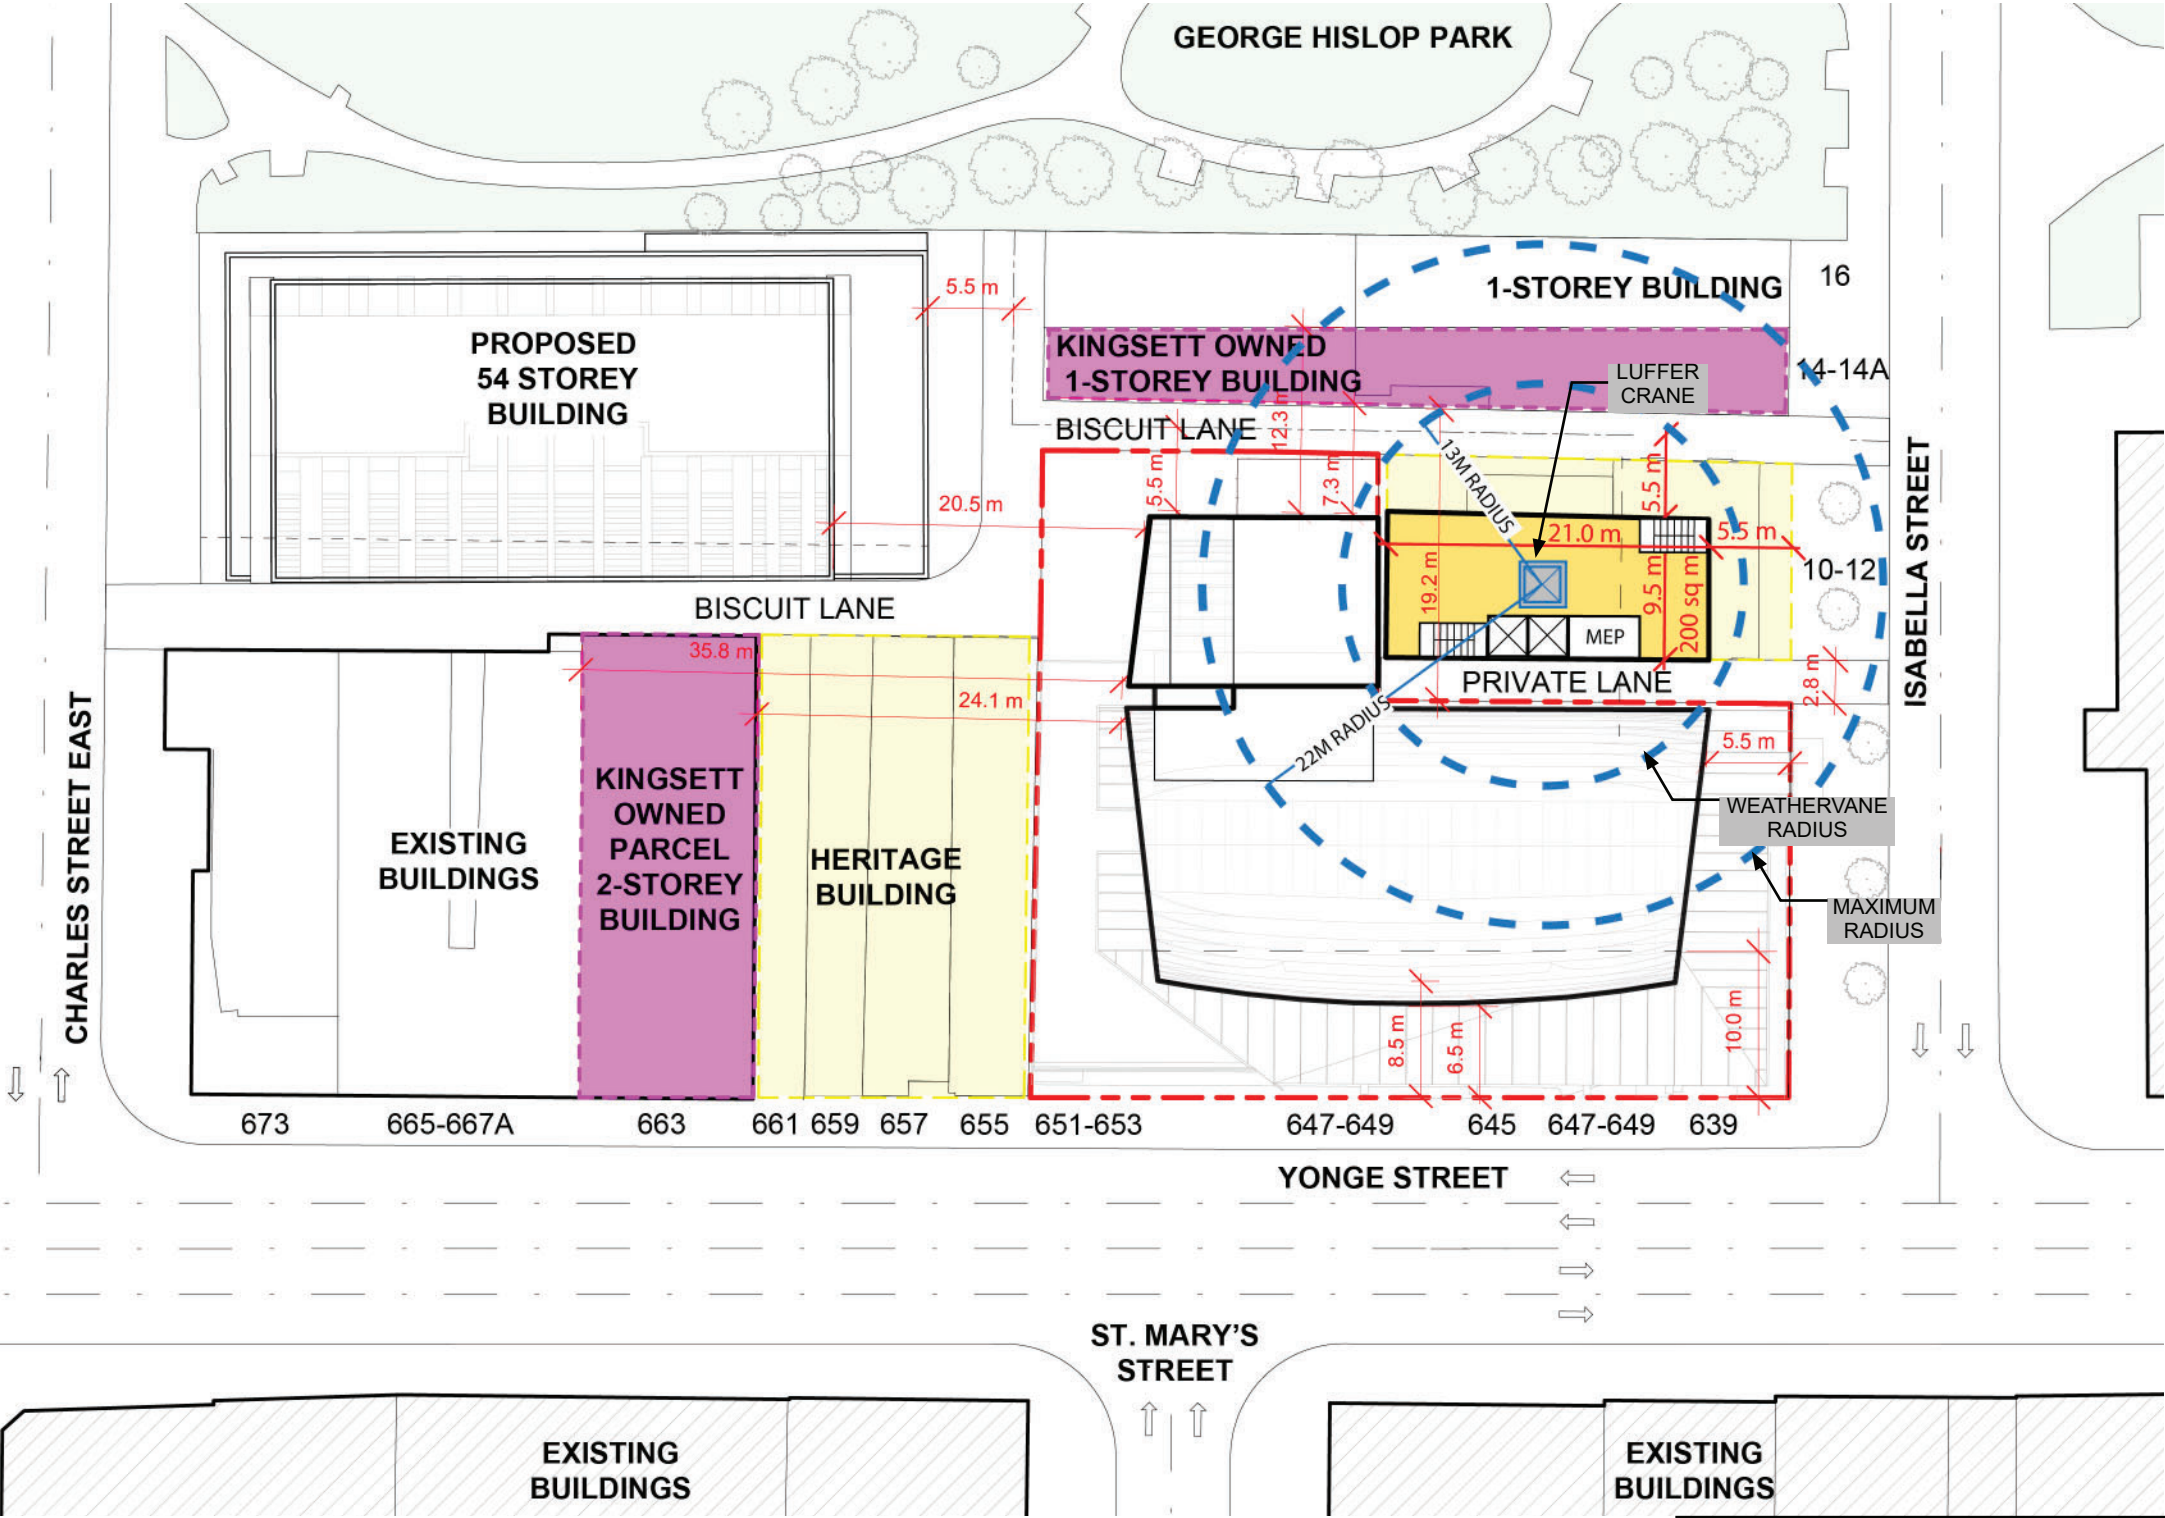 GEORGE HISLOP PARK
16
1-STOREY BUILDING
5.5 m
PROPOSED
54 STOREY
BUILDING
KINGSETT OWNED
1-STOREY BUILDING
14-14A
LUFFER
CRANE
BISCUIT LANE
12.3 m
13M RADIUS
5.5 m
7.3 m
5.5 m
20.5 m
21.0 m
5.5 m
19.2 m
9.5 m
200 sq m
10-12
MEP
BISCUIT LANE
35.8 m
24.1 m
PRIVATE LANE
2.8 m
22M RADIUS
5.5 m
ISABELLA STREET
CHARLES STREET EAST
KINGSETT
OWNED
PARCEL
2-STOREY
BUILDING
EXISTING
BUILDINGS
HERITAGE
BUILDING
WEATHERVANE
RADIUS
MAXIMUM
RADIUS
8.5 m
6.5 m
10.0 m
673
665-667A
663
661
659
657
655
651-653
647-649
645
647-649
639
YONGE STREET
ST. MARY'S
STREET
EXISTING
BUILDINGS
EXISTING
BUILDINGS